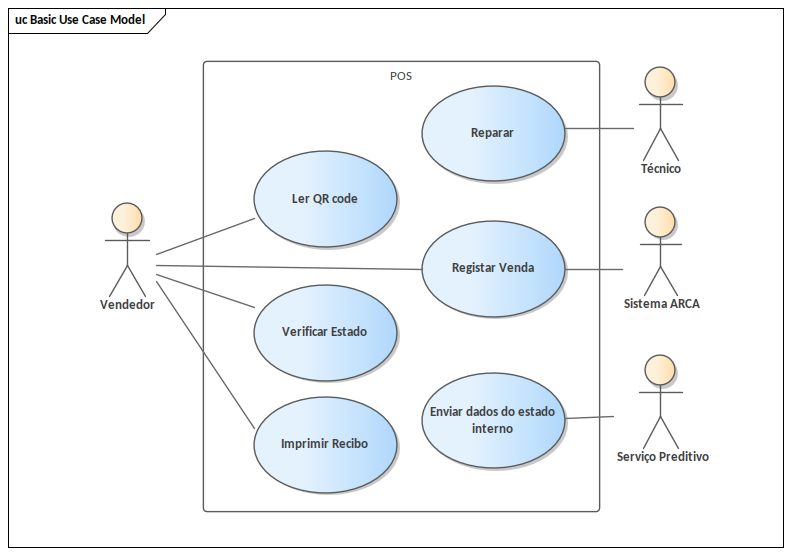 uc Basic Use Case Model
POS
Reparar
Técnico
Ler QR code
Vendedor
Registar Venda
Sistema ARCA
Verificar Estado
Enviar dados do estado
interno
Imprimir Recibo
Serviço Preditivo